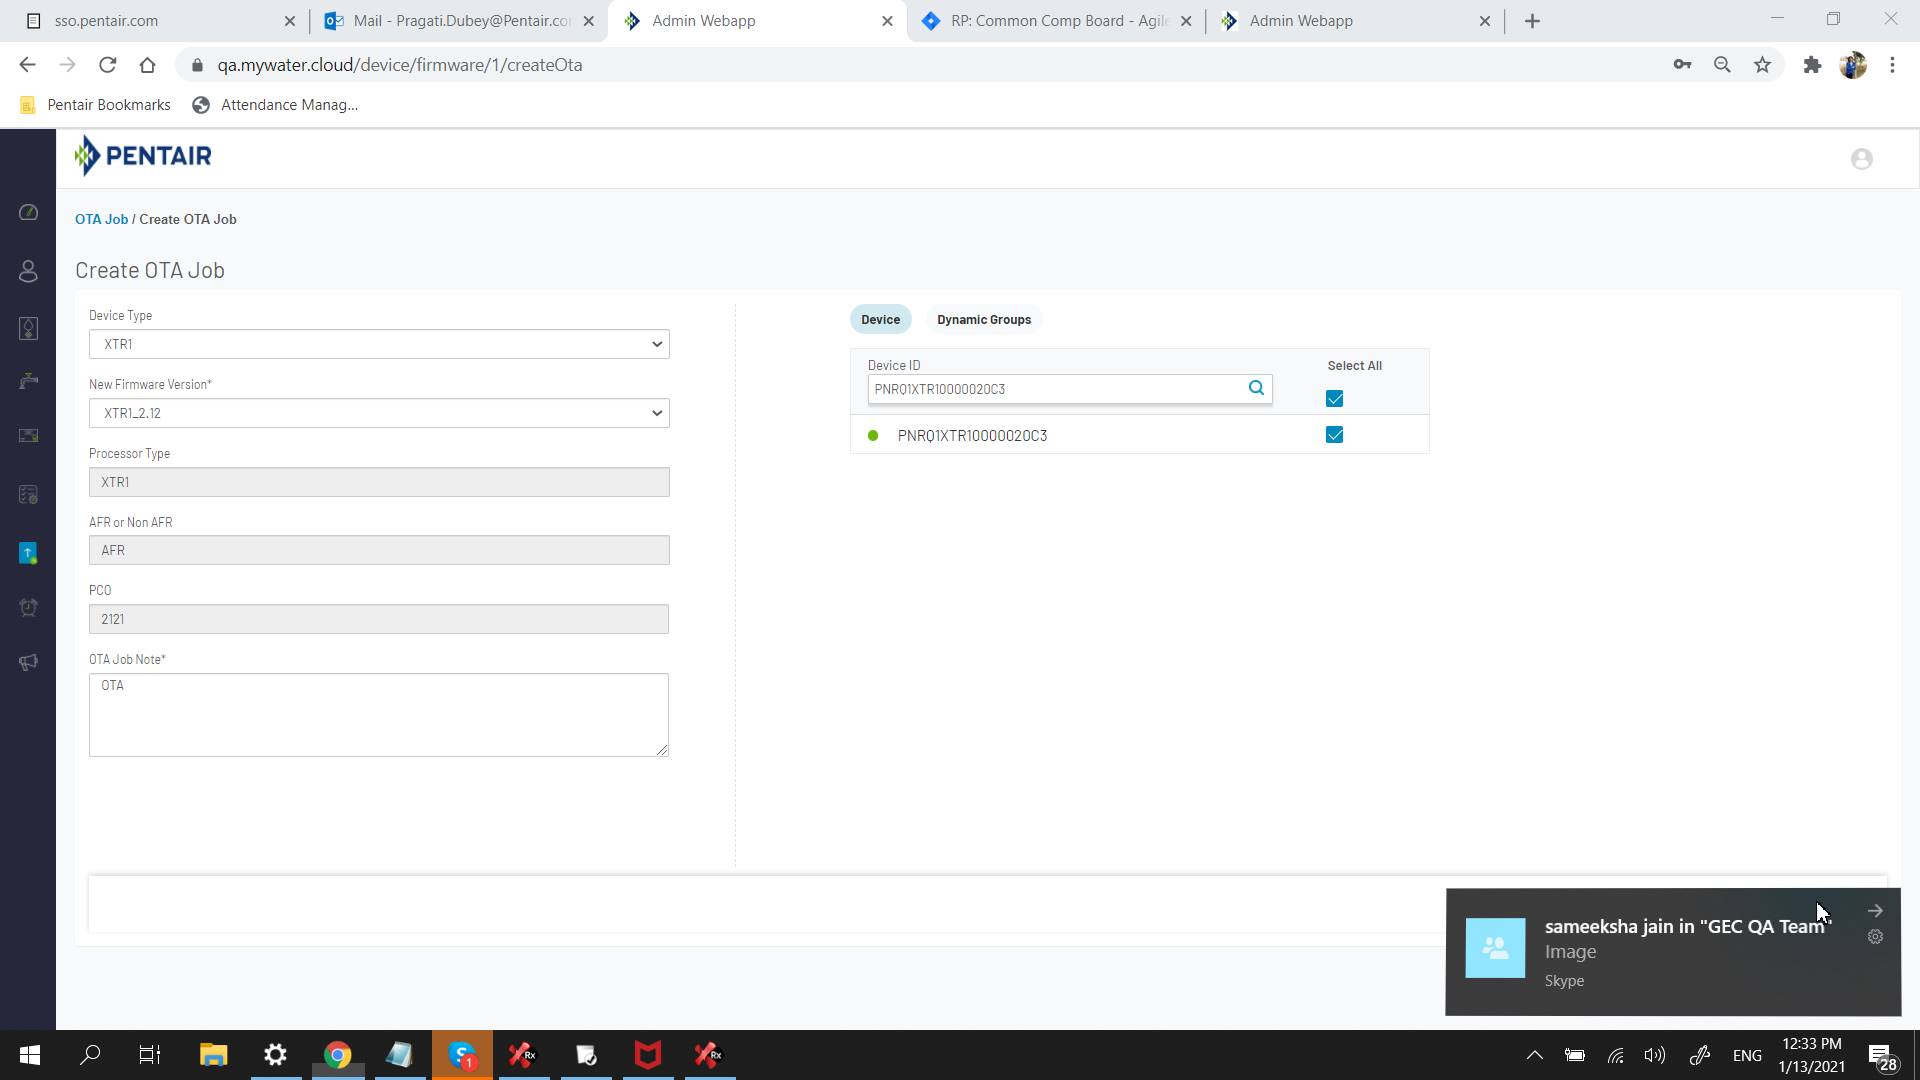 sso.pentair.com
Mail - Pragati.Dubey@Pentair.co
Admin Webapp
RP: Common Comp Board - Agil
Admin Webapp
qa.mywater.cloud/device/firmware/1/createOta
Pentair Bookmarks
Attendance Manag...
PENTAIR
OTA Job / Create OTA Job
Create OTA Job
Device Type
XTR1
New Firmware Version*
XTR1_2.12
Processor Type
XTR1
AFR or Non AFR
AFR
PCO
2121
OTA Job Note*
OTA
Device
Dynamic Groups
Device ID
Select All
PNRQ1XTR10000020C3
PNRQ1XTR10000020C3
sameeksha jain in "GEC QA Team"
Image
Skype
1
Rx
Rx
ENG
12:33 PM
1/13/2021
28